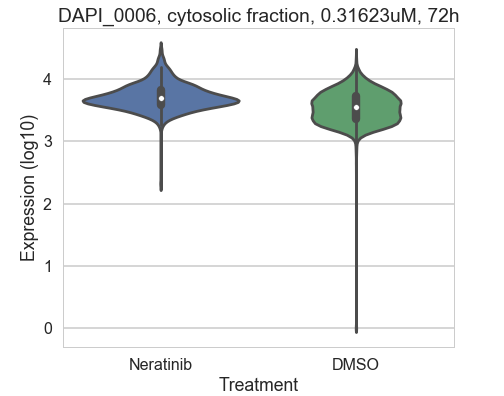 DAPI_0006, cytosolic fraction, 0.31623uM, 72h
Expression (log10)
4
3
2
1
0
Neratinib DMSO
Treatment